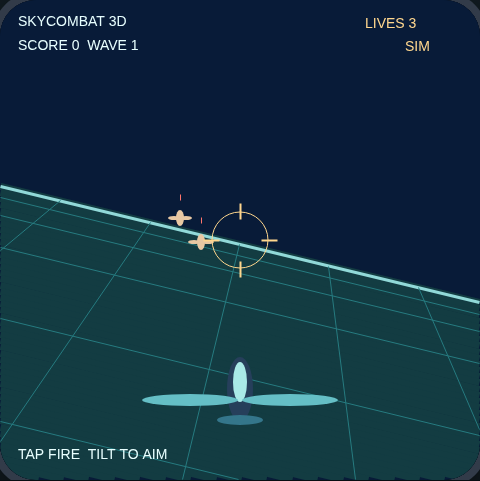 SKYCOMBAT 3D
LIVES 3
SCORE 0  WAVE 1
SIM
TAP FIRE  TILT TO AIM